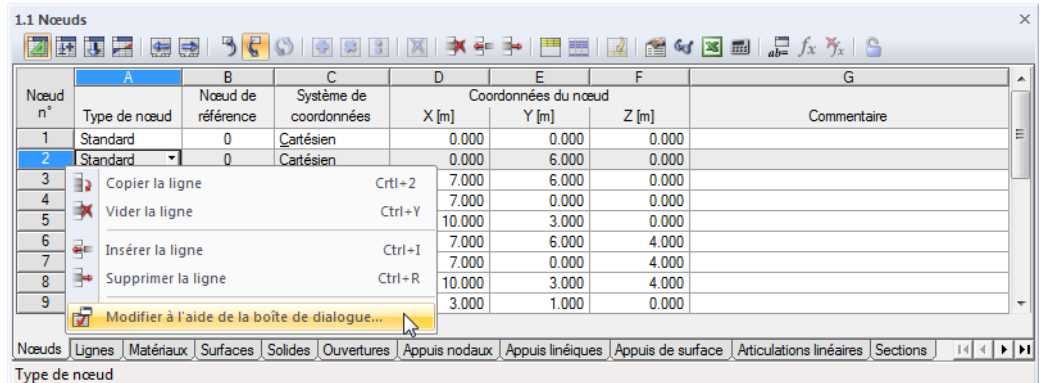 1.1 Nœuds
ab= fx fx
A B C D E F G
Nœud n° Type de nœud Nœud de référence Système de coordonnées Coordonnées du nœud X [m] Y [m] Z [m] Commentaire
1 Standard 0 Cartésien 0.000 0.000 0.000
2 Standard 0 Cartésien 0.000 6.000 0.000
3 7.000 6.000 0.000
4 7.000 0.000 0.000
5 10.000 3.000 0.000
6 7.000 6.000 4.000
7 7.000 0.000 4.000
8 10.000 3.000 4.000
9 3.000 1.000 0.000
Copier la ligne Crtl+2
Vider la ligne Ctrl+Y
Insérer la ligne Ctrl+I
Supprimer la ligne Ctrl+R
Modifier à l'aide de la boîte de dialogue...
Nœuds Lignes Matériaux Surfaces Solides Ouvertures Appuis nodaux Appuis linéiques Appuis de surface Articulations linéaires Sections
Type de nœud